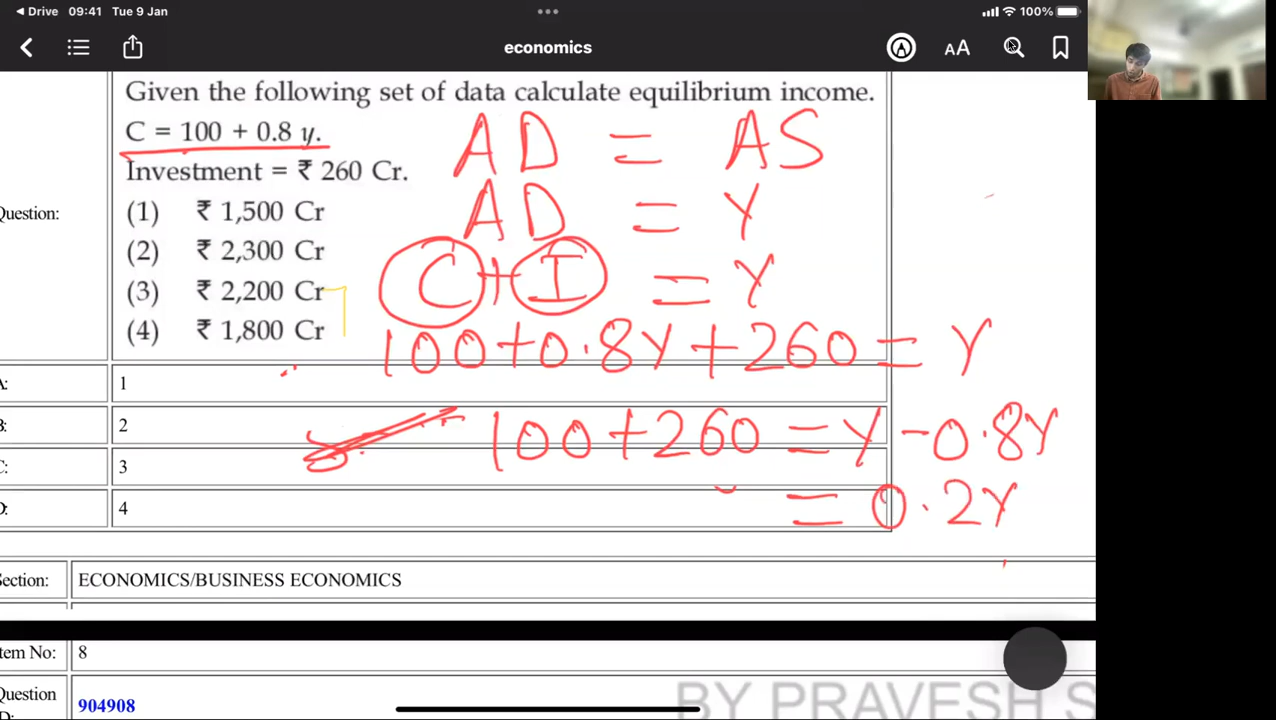 Drive 09:41 Tue 9 Jan 100%
economics
AA
Given the following set of data calculate equilibrium income.
C = 100 + 0.8 y.
Investment = ₹ 260 Cr.
Question:
(1) ₹ 1,500 Cr
(2) ₹ 2,300 Cr
(3) ₹ 2,200 Cr
(4) ₹ 1,800 Cr
AD = AS
AD = Y
C+I = Y
100+0.8Y+260= Y
100+260=Y-0.8Y
= 0.2Y
A: 1
B: 2
C: 3
D: 4
Section: ECONOMICS/BUSINESS ECONOMICS
Item No: 8
Question 904908
BY PRAVESH S